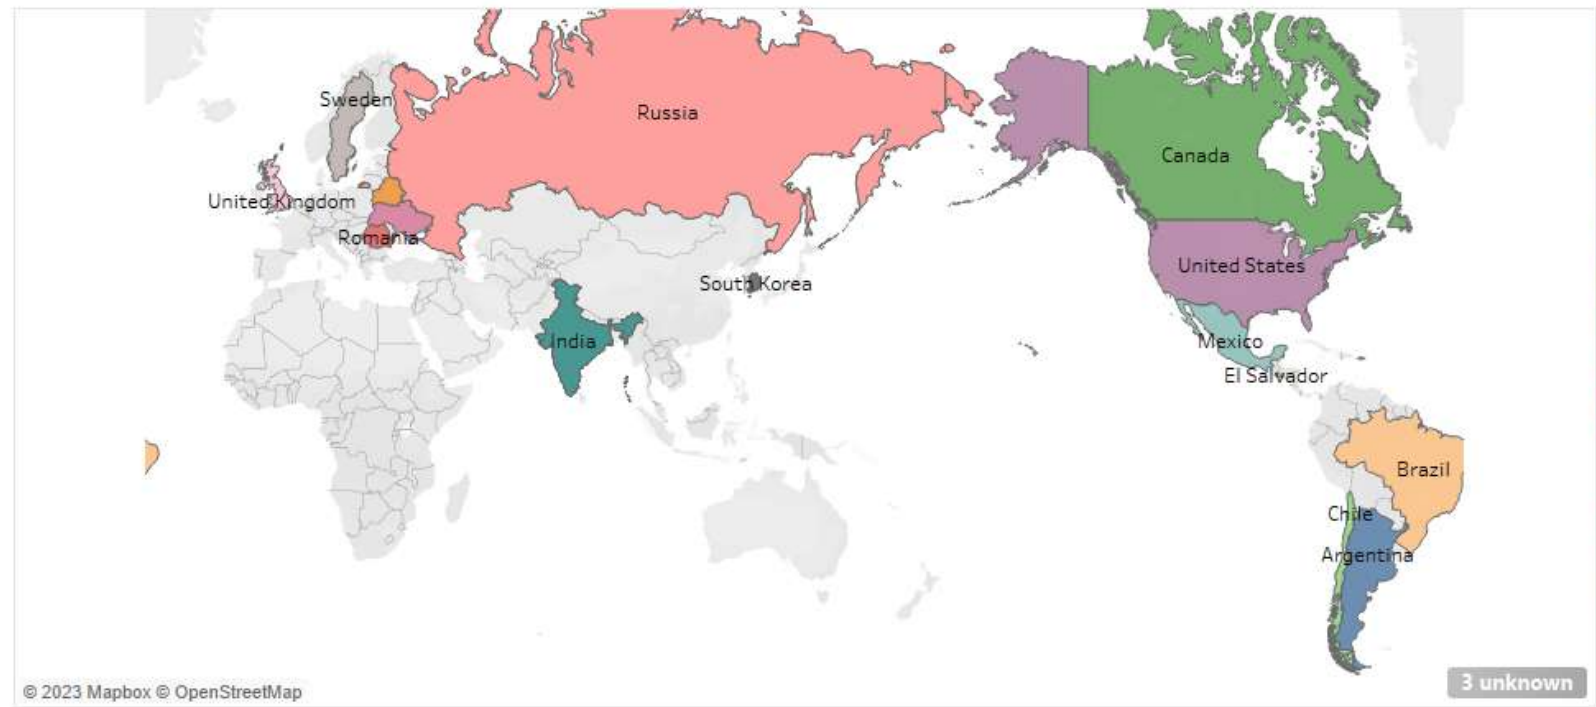 Sweden
Russia
Canada
United Kingdom
Romania
United States
South Korea
India
Mexico
El Salvador
Brazil
Chile
Argentina
© 2023 Mapbox © OpenStreetMap
3 unknown